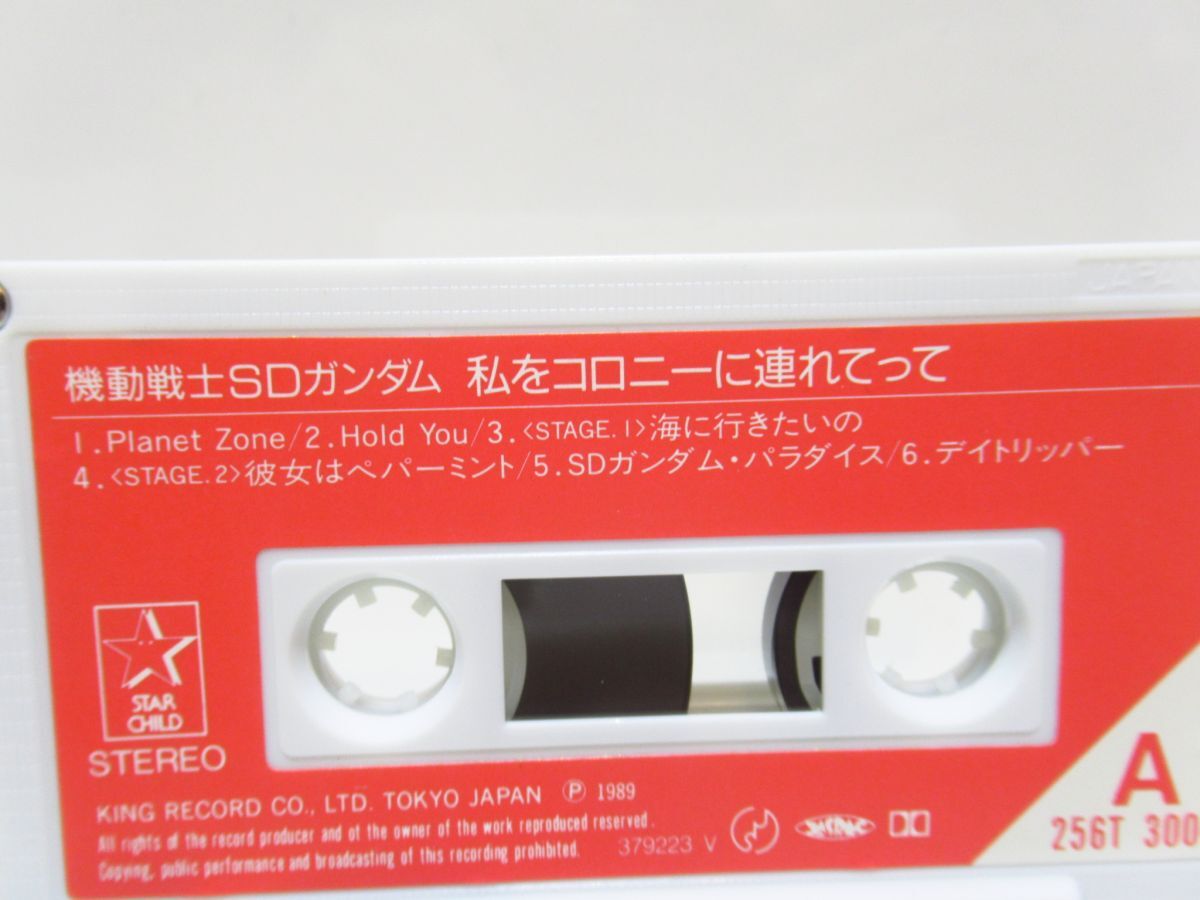 JAPAN
機動戦士SDガンダム 私をコロニーに連れてって
1.Planet Zone/2.Hold You/3.<STAGE.1>海に行きたいの
4.<STAGE.2>彼女はペパーミント/5.SDガンダム・パラダイス/6.デイトリッパー
STAR
CHILD
STEREO
KING RECORD CO., LTD. TOKYO JAPAN Ⓟ 1989
All rights of the record producer and ot the owner of the work reproduced reserved.
Copying, public performance and broadcasting of this recording prohibited.
379223 V
A
256T 300